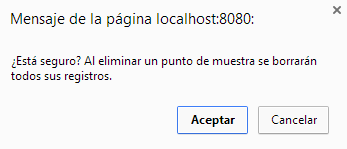 Mensaje de la página localhost:8080:
¿Está seguro? Al eliminar un punto de muestra se borrarán
todos sus registros.
Aceptar
Cancelar